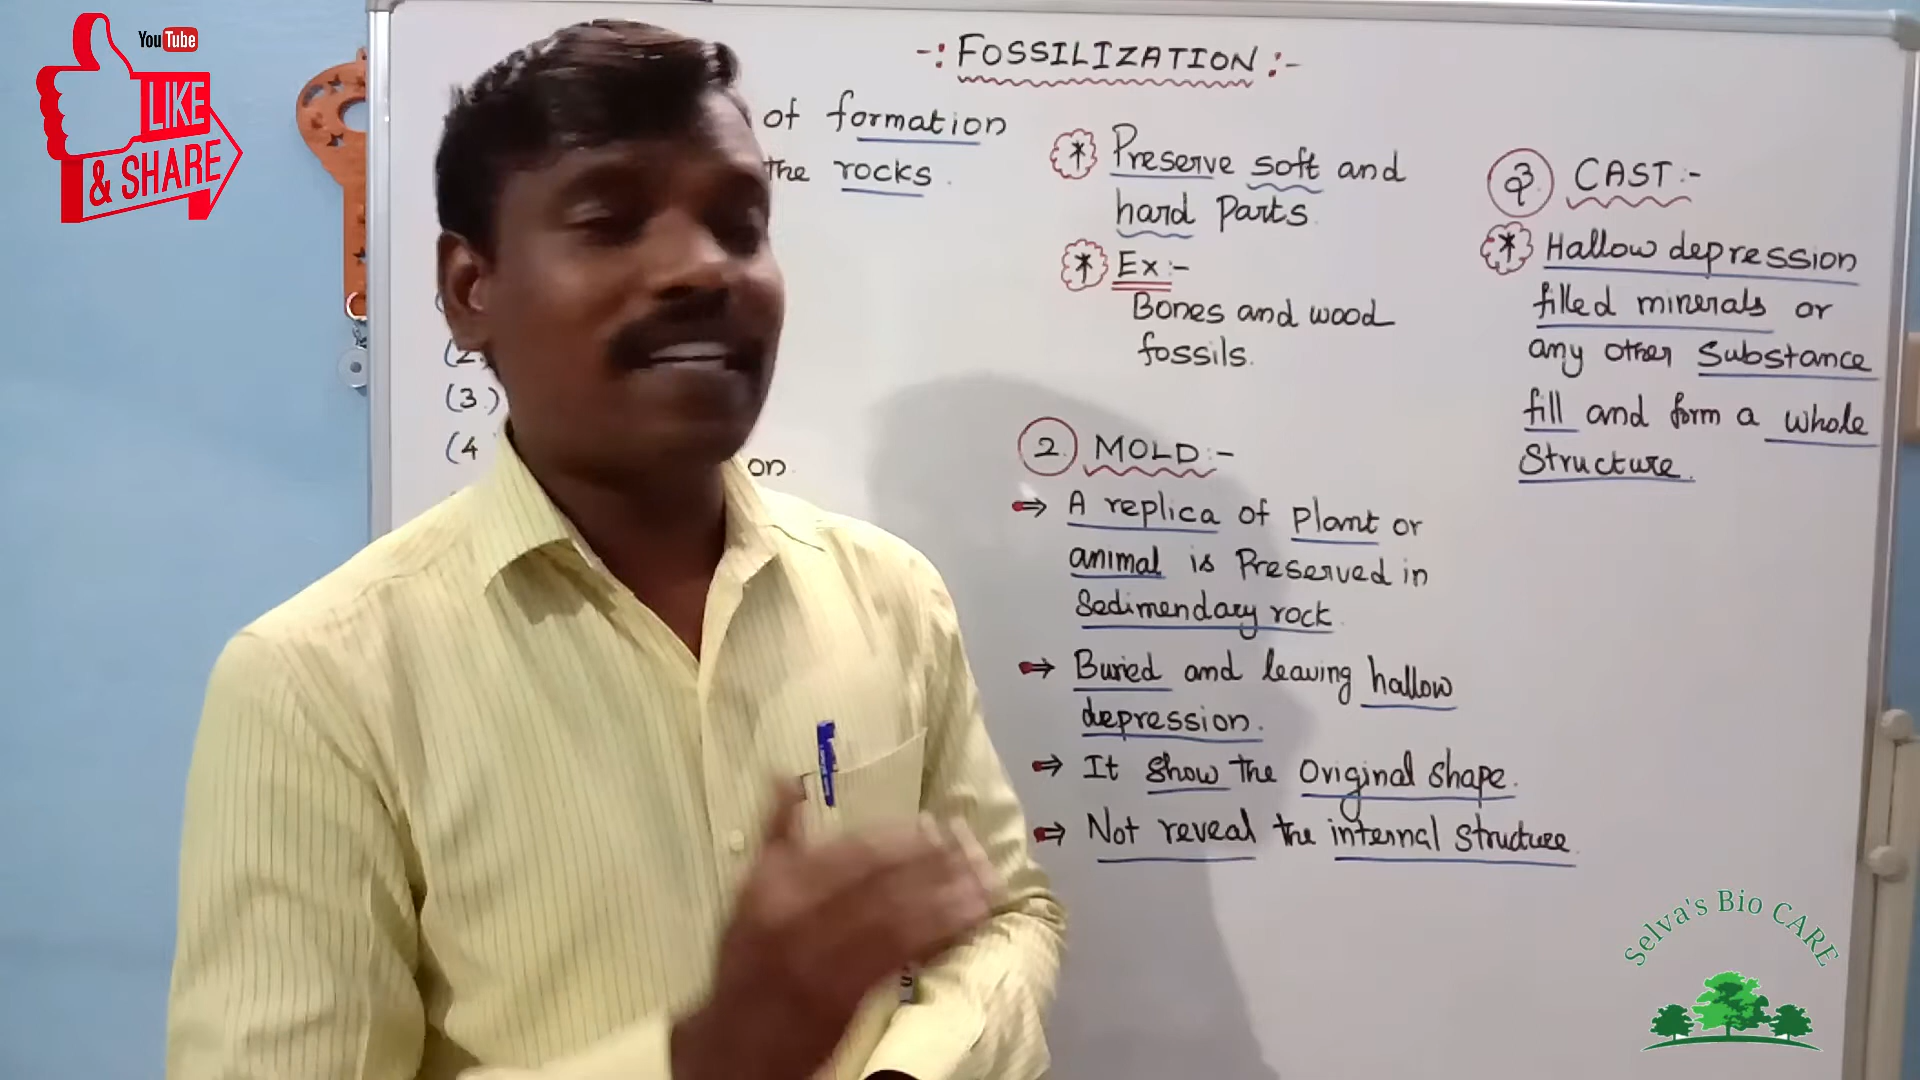 YouTube
LIKE
& SHARE
-: FOSSILIZATION :-
of formation
the rocks.
(3.)
(4
on.
* Preserve soft and
hard Parts.
* Ex:-
Bones and wood
fossils.
2. MOLD:-
⇒ A replica of plant or
animal is Preserved in
Sedimendary rock.
⇒ Buried and leaving hallow
depression.
⇒ It show the Original shape.
⇒ Not reveal the internal structure.
3. CAST:-
* Hallow depression
filled minerals or
any other Substance
fill and form a whole
Structure.
Selva's Bio CARE